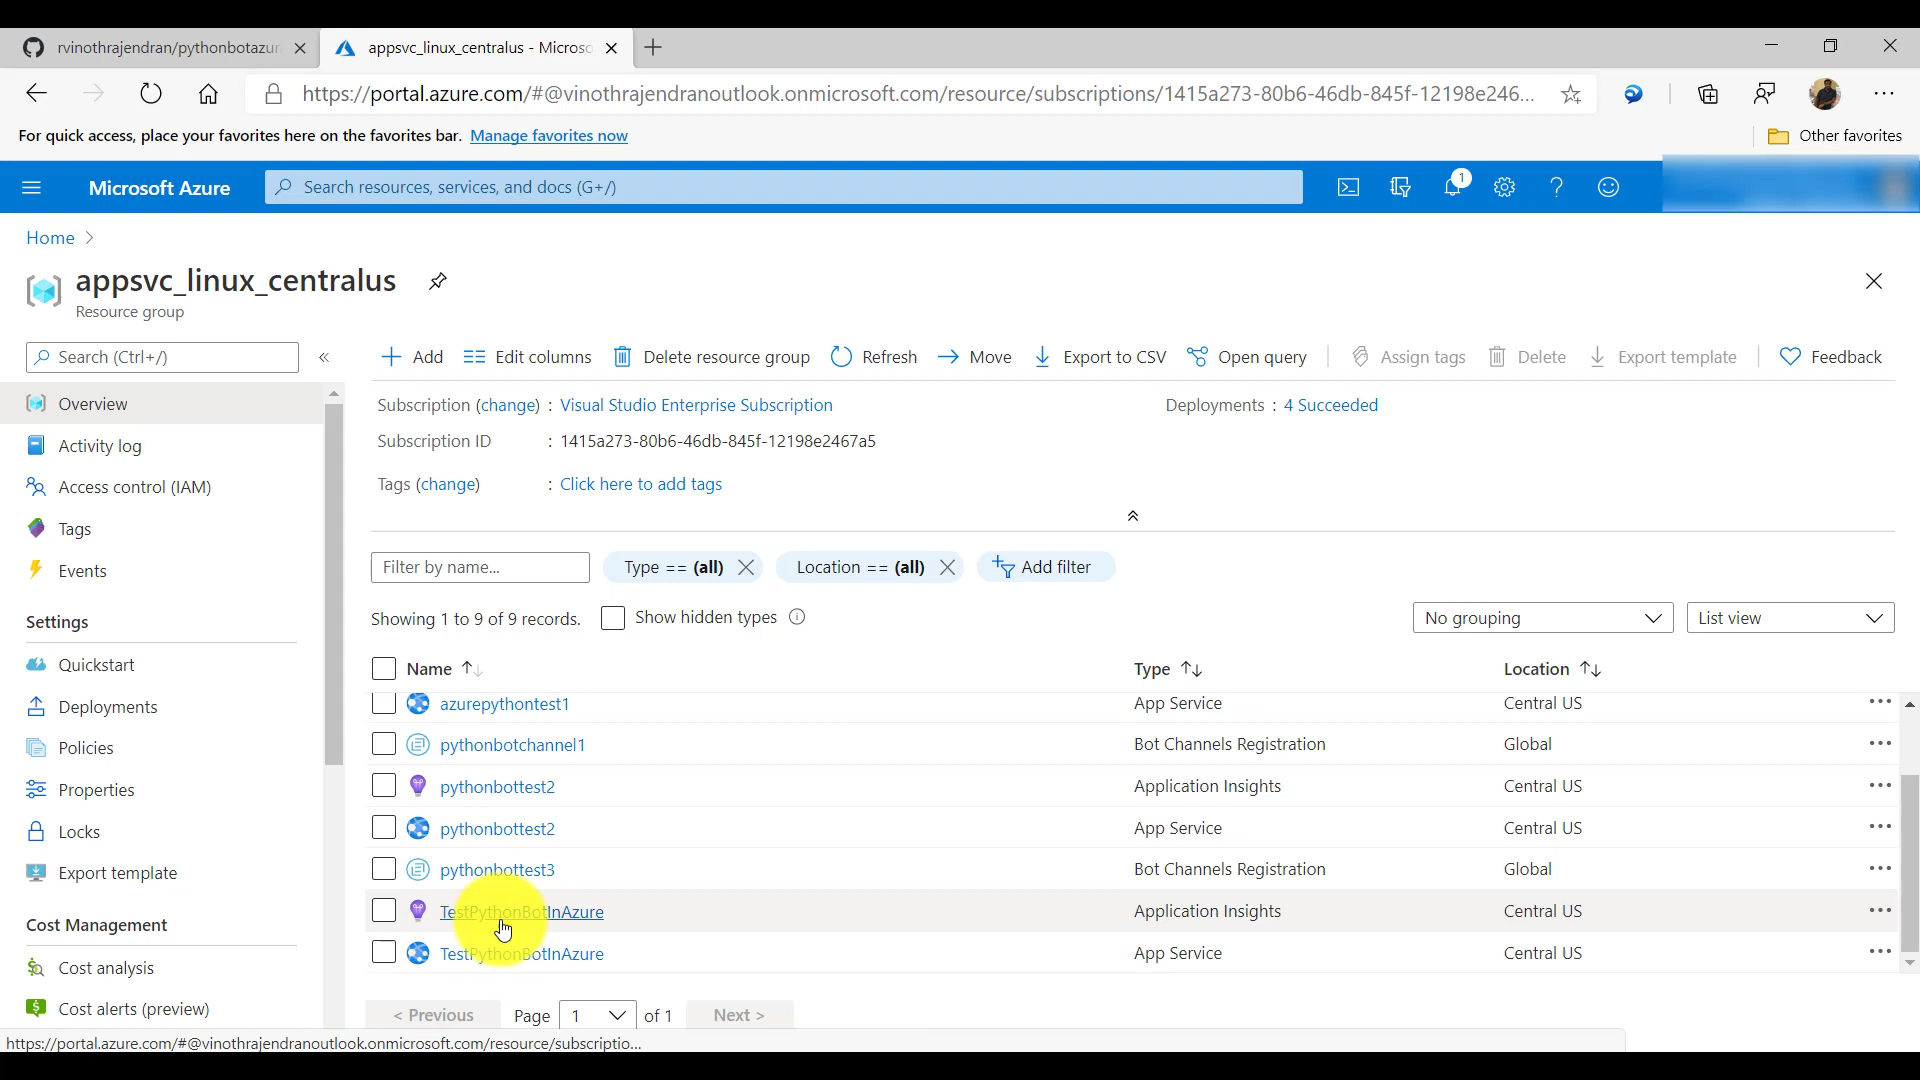 rvinothrajendran/pythonbotazur
appsvc_linux_centralus - Microso
https://portal.azure.com/#@vinothrajendranoutlook.onmicrosoft.com/resource/subscriptions/1415a273-80b6-46db-845f-12198e246...
For quick access, place your favorites here on the favorites bar. Manage favorites now
Other favorites
Microsoft Azure
Search resources, services, and docs (G+/)
1
Home
appsvc_linux_centralus
Resource group
Search (Ctrl+/)
Overview
Activity log
Access control (IAM)
Tags
Events
Settings
Quickstart
Deployments
Policies
Properties
Locks
Export template
Cost Management
Cost analysis
Cost alerts (preview)
Add
Edit columns
Delete resource group
Refresh
Move
Export to CSV
Open query
Assign tags
Delete
Export template
Feedback
Subscription (change) : Visual Studio Enterprise Subscription
Deployments : 4 Succeeded
Subscription ID : 1415a273-80b6-46db-845f-12198e2467a5
Tags (change) : Click here to add tags
Filter by name...
Type == (all)
Location == (all)
Add filter
Showing 1 to 9 of 9 records.
Show hidden types
No grouping
List view
Name Type Location
azurepythontest1 App Service Central US
pythonbotchannel1 Bot Channels Registration Global
pythonbottest2 Application Insights Central US
pythonbottest2 App Service Central US
pythonbottest3 Bot Channels Registration Global
TestPythonBotInAzure Application Insights Central US
TestPythonBotInAzure App Service Central US
< Previous Page 1 of 1 Next >
https://portal.azure.com/#@vinothrajendranoutlook.onmicrosoft.com/resource/subscriptio...